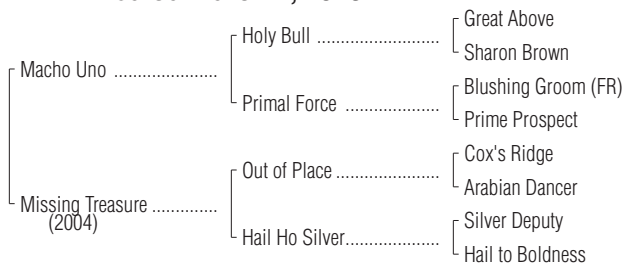 Macho Uno ......................
Holy Bull ..........................
Great Above
Sharon Brown
Primal Force ....................
Blushing Groom (FR)
Prime Prospect
Missing Treasure ..............
(2004)
Out of Place ......................
Cox's Ridge
Arabian Dancer
Hail Ho Silver....................
Silver Deputy
Hail to Boldness